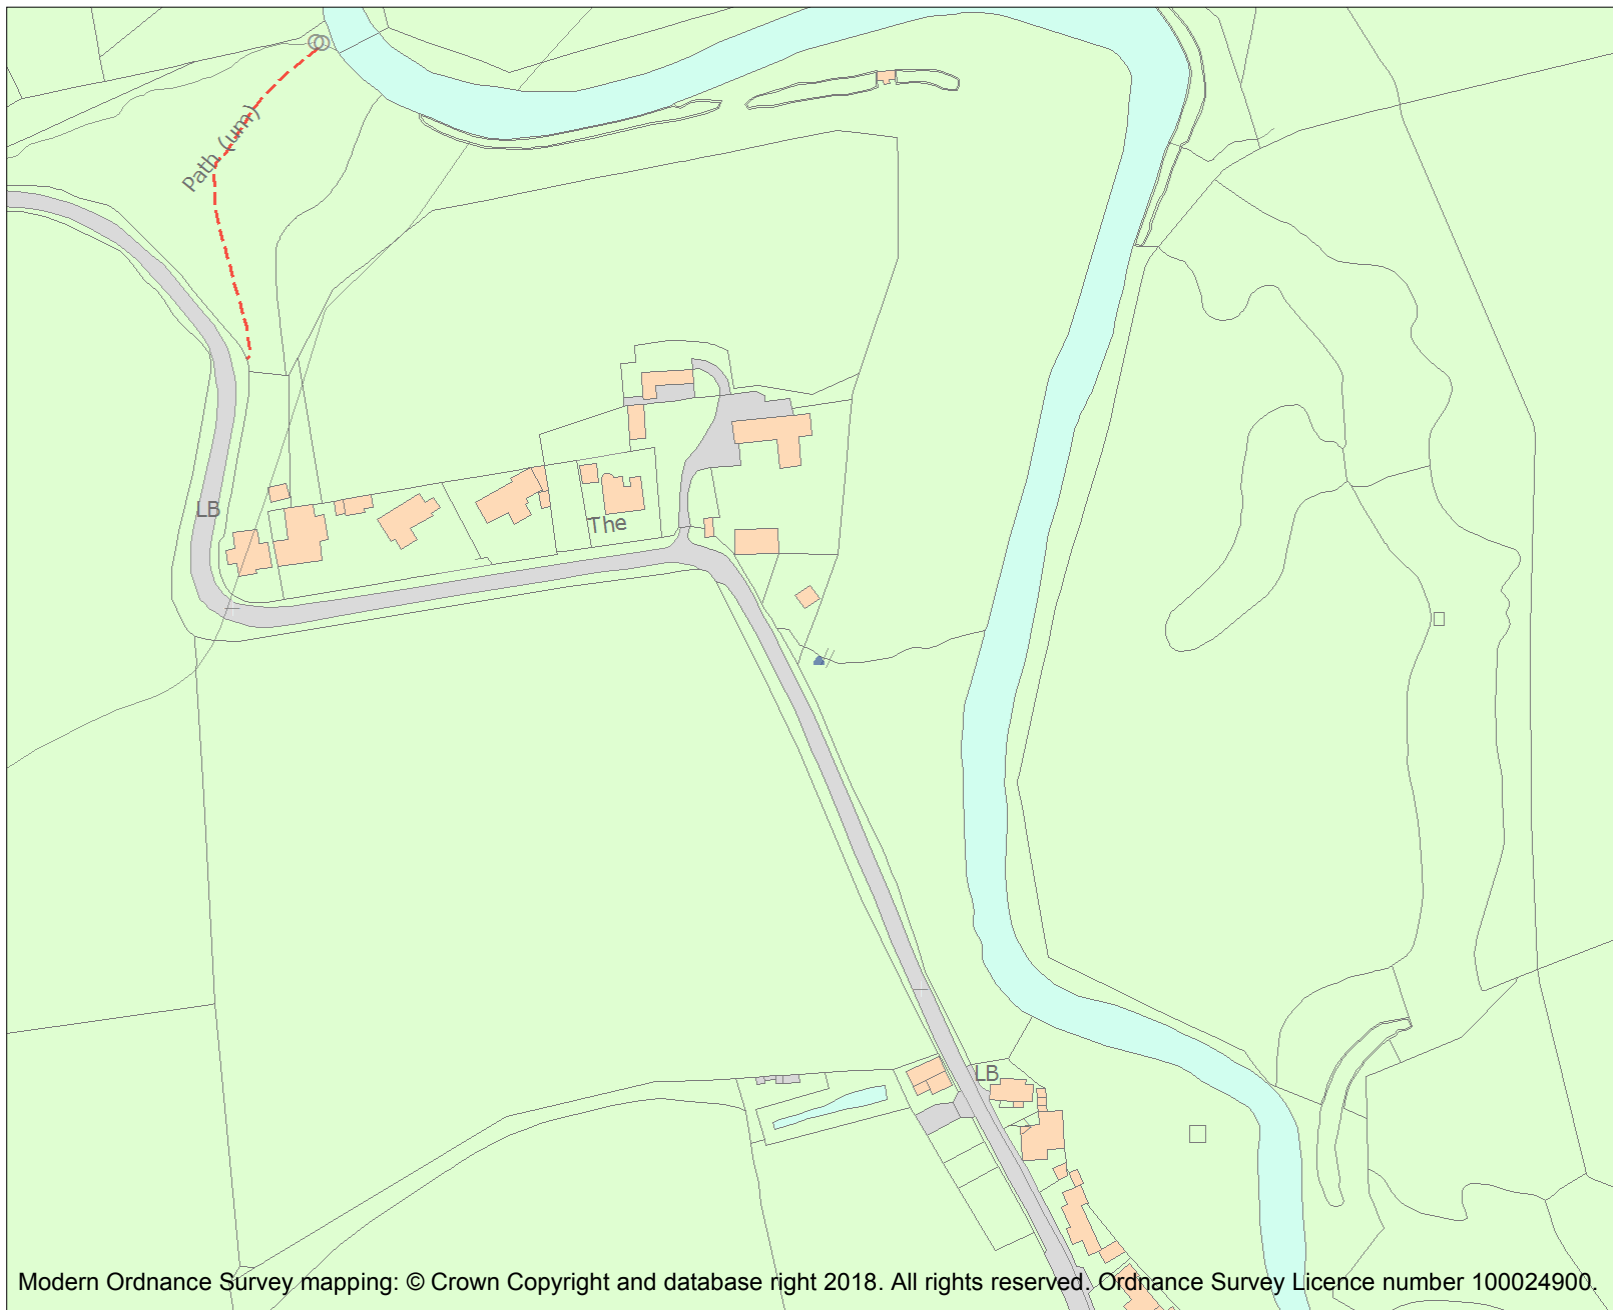 Path (um)
LB
The
LB
Modern Ordnance Survey mapping: © Crown Copyright and database right 2018. All rights reserved. Ordnance Survey Licence number 100024900.